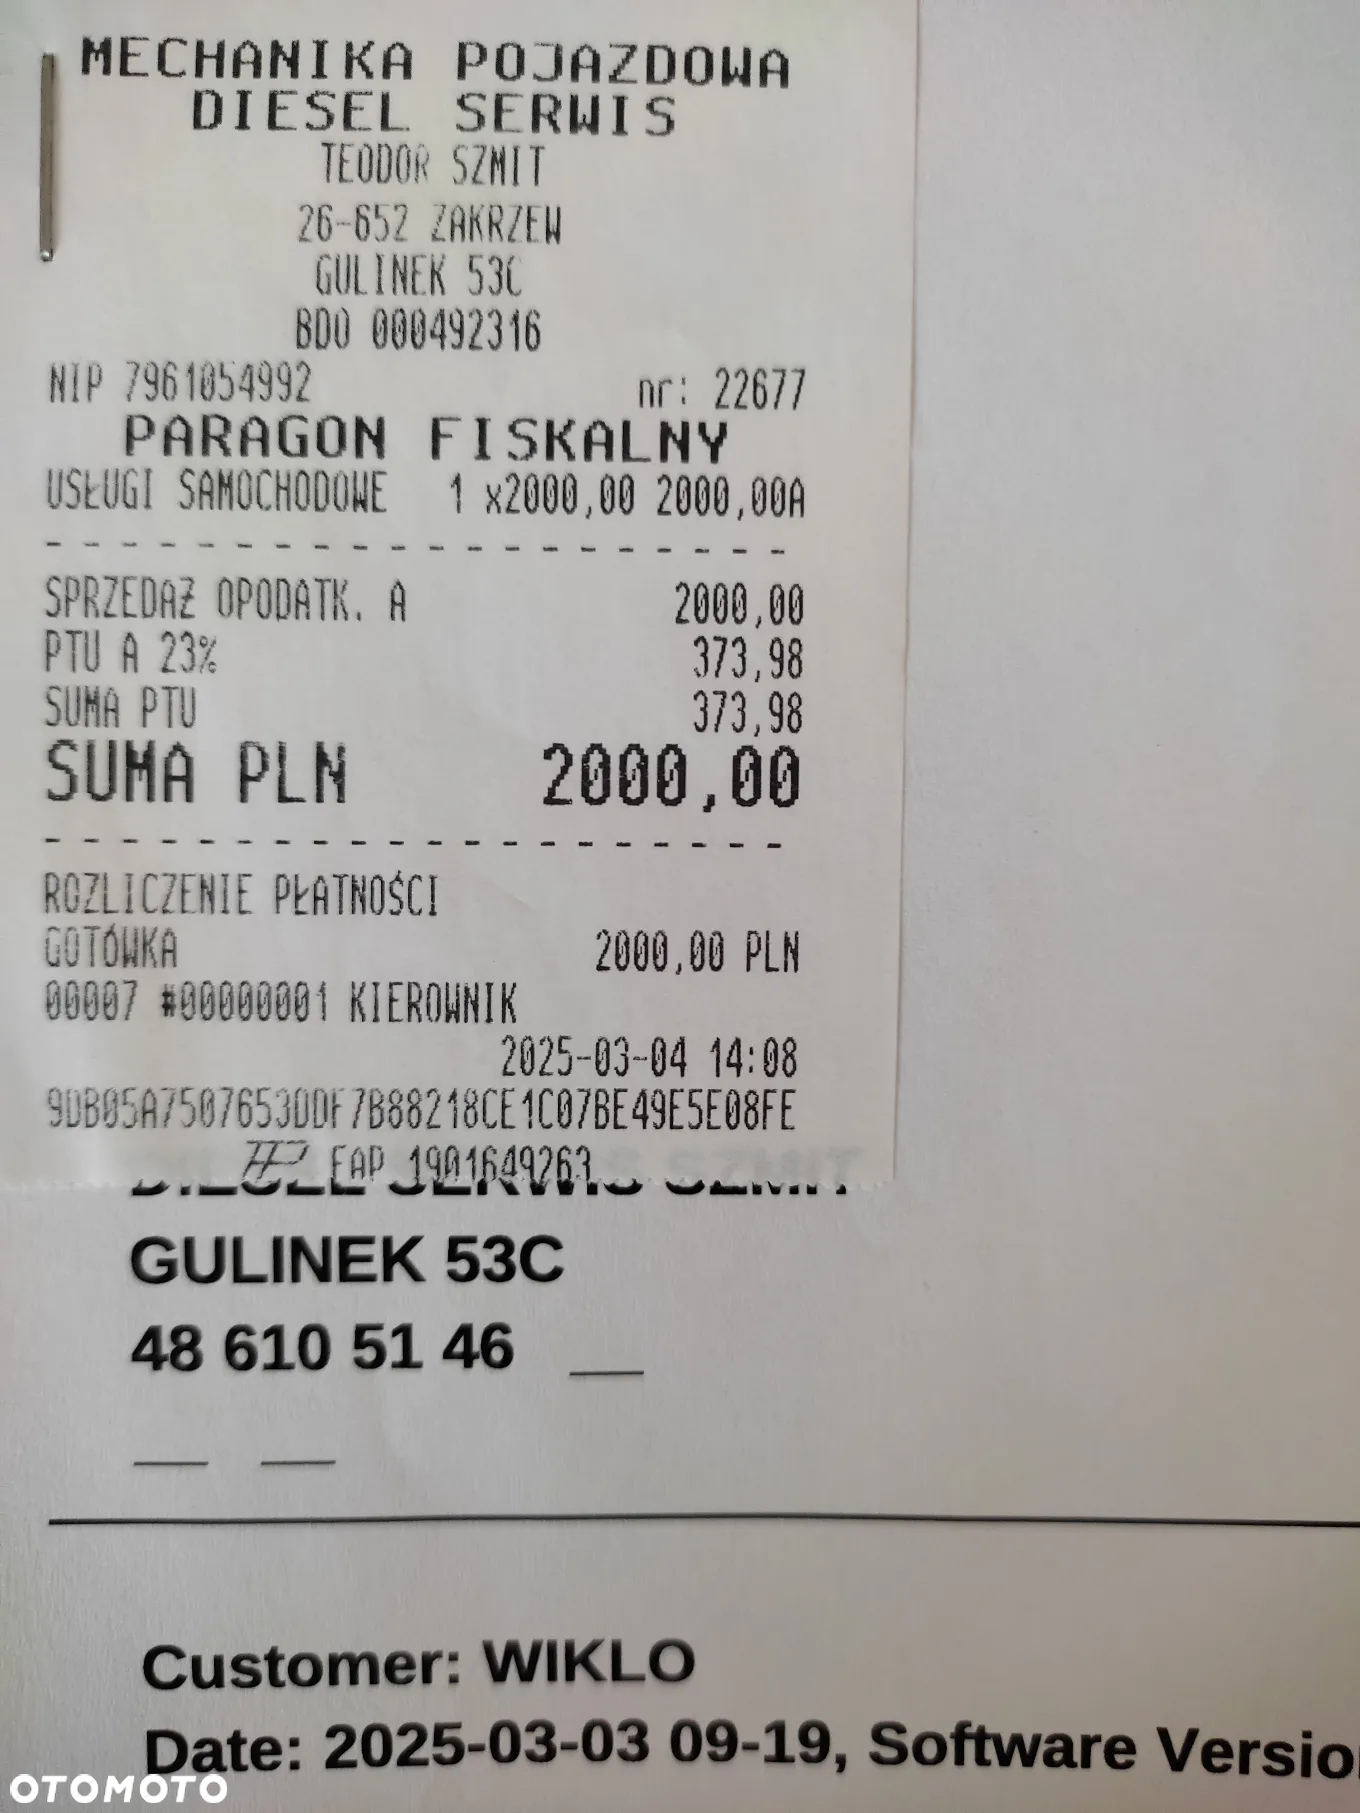 MECHANIKA POJAZDOWA
DIESEL SERWIS
TEODOR SZMIT
26-652 ZAKRZEW
GULINEK 53C
BDO 000492316
NIP 7961054992 nr: 22677
PARAGON FISKALNY
USŁUGI SAMOCHODOWE 1 x2000,00 2000,00A
SPRZEDAŻ OPODATK. A 2000,00
PTU A 23% 373,98
SUMA PTU 373,98
SUMA PLN 2000,00
ROZLICZENIE PŁATNOŚCI
GOTÓWKA 2000,00 PLN
00007 #00000001 KIEROWNIK
2025-03-04 14:08
9DB05A7507653DDF7B88218CE1C07BE49E5E08FE
EAP 1901649263
DIESEL SERWIS SZMIT
GULINEK 53C
48 610 51 46
Customer: WIKLO
Date: 2025-03-03 09-19, Software Versio
OTOMOTO